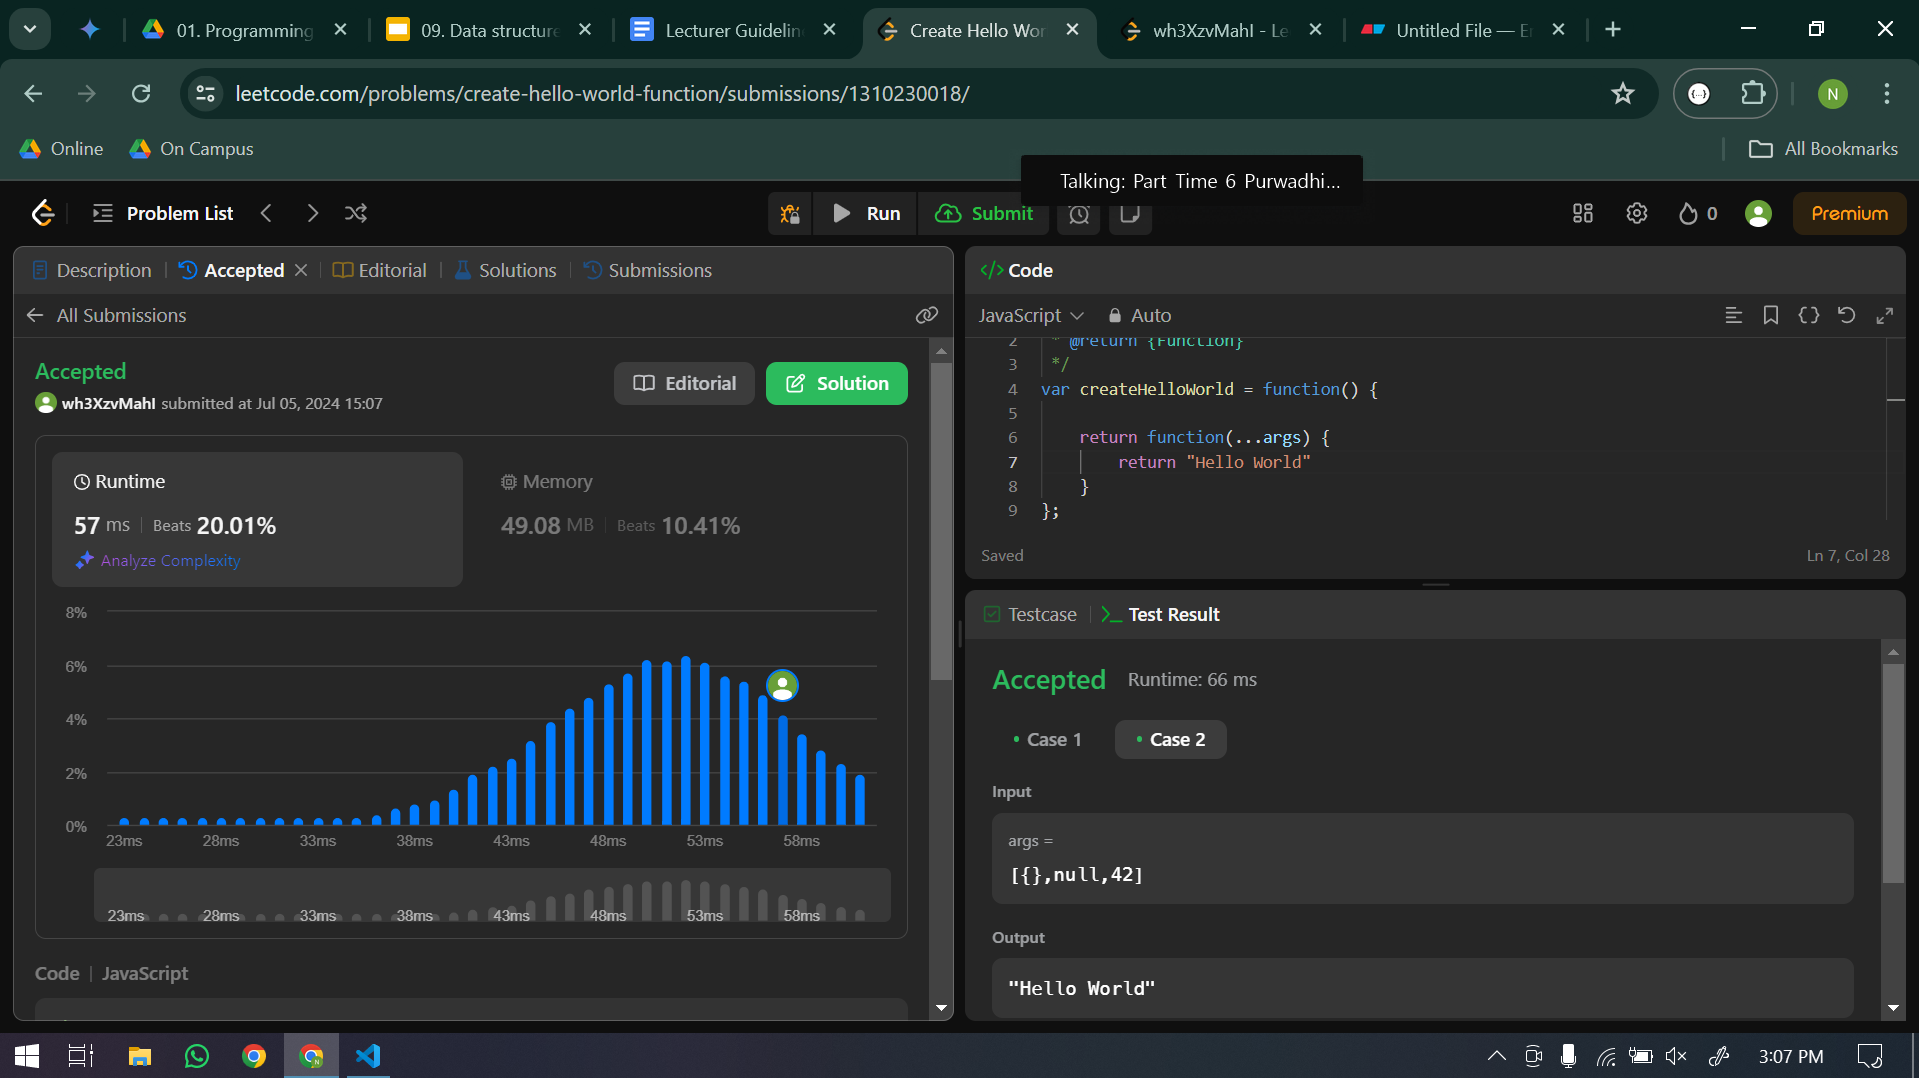 01. Programming
09. Data structure
Lecturer Guidelin
Create Hello Wor
wh3XzvMahI - Le
Untitled File — E
leetcode.com/problems/create-hello-world-function/submissions/1310230018/
N
Online
On Campus
All Bookmarks
Talking: Part Time 6 Purwadhi...
Problem List
Run
Submit
0
Premium
Description
Accepted
Editorial
Solutions
Submissions
All Submissions
Accepted
wh3XzvMahI submitted at Jul 05, 2024 15:07
Editorial
Solution
Runtime
57 ms
Beats 20.01%
Analyze Complexity
Memory
49.08 MB
Beats 10.41%
8%
6%
4%
2%
0%
23ms 28ms 33ms 38ms 43ms 48ms 53ms 58ms
23ms 28ms 33ms 38ms 43ms 48ms 53ms 58ms
Code | JavaScript
</> Code
JavaScript
Auto
2 * @return {Function}
3 */
4 var createHelloWorld = function() {
5
6 return function(...args) {
7 return "Hello World"
8 }
9 };
Saved
Ln 7, Col 28
Testcase
Test Result
Accepted
Runtime: 66 ms
Case 1
Case 2
Input
args =
[{},null,42]
Output
"Hello World"
3:07 PM